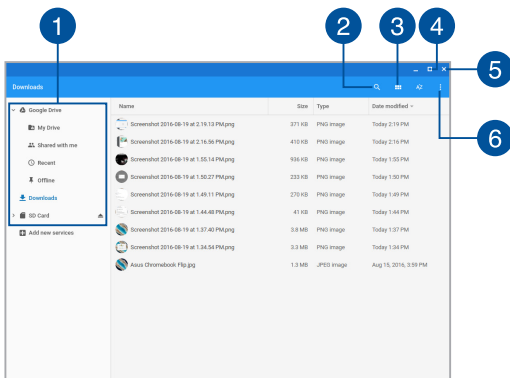 1 2 3 4
5
6
Downloads
AZ
Google Drive
My Drive
Shared with me
Recent
Offline
Downloads
SD Card
Add new services
Name Size Type Date modified
Screenshot 2016-08-19 at 2.19.13 PM.png 371 KB PNG image Today 2:19 PM
Screenshot 2016-08-19 at 2.16.56 PM.png 410 KB PNG image Today 2:16 PM
Screenshot 2016-08-19 at 1.55.14 PM.png 936 KB PNG image Today 1:55 PM
Screenshot 2016-08-19 at 1.50.27 PM.png 233 KB PNG image Today 1:50 PM
Screenshot 2016-08-19 at 1.49.11 PM.png 270 KB PNG image Today 1:49 PM
Screenshot 2016-08-19 at 1.44.48 PM.png 41 KB PNG image Today 1:44 PM
Screenshot 2016-08-19 at 1.37.40 PM.png 3.8 MB PNG image Today 1:37 PM
Screenshot 2016-08-19 at 1.34.54 PM.png 3.3 MB PNG image Today 1:34 PM
Asus Chromebook Flip.jpg 1.3 MB JPEG image Aug 15, 2016, 3:59 PM